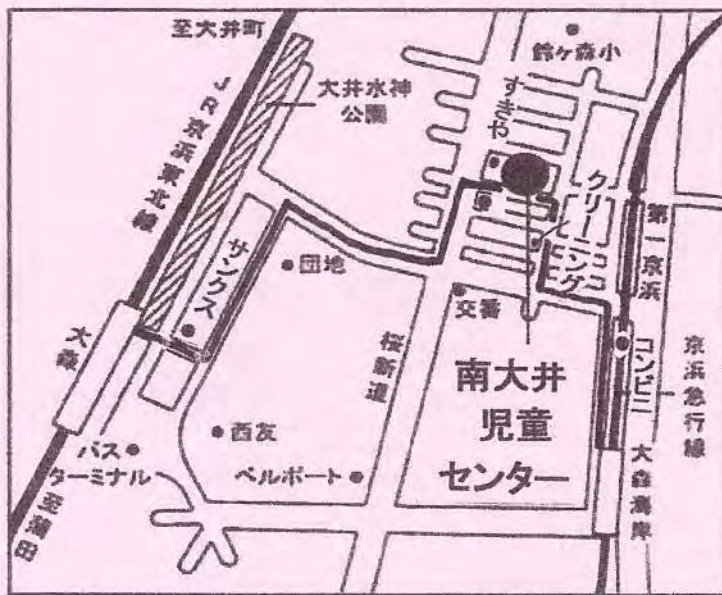 至大井町
鈴ヶ森小
大井水神
公園
すきや
JR京浜東北線
クリーニング
第一京浜
サンクス
団地
交番
コンビニ
京浜急行線
大森
桜新道
南大井
児童
センター
西友
バス
ターミナル
ベルポート
大森海岸
至蒲田